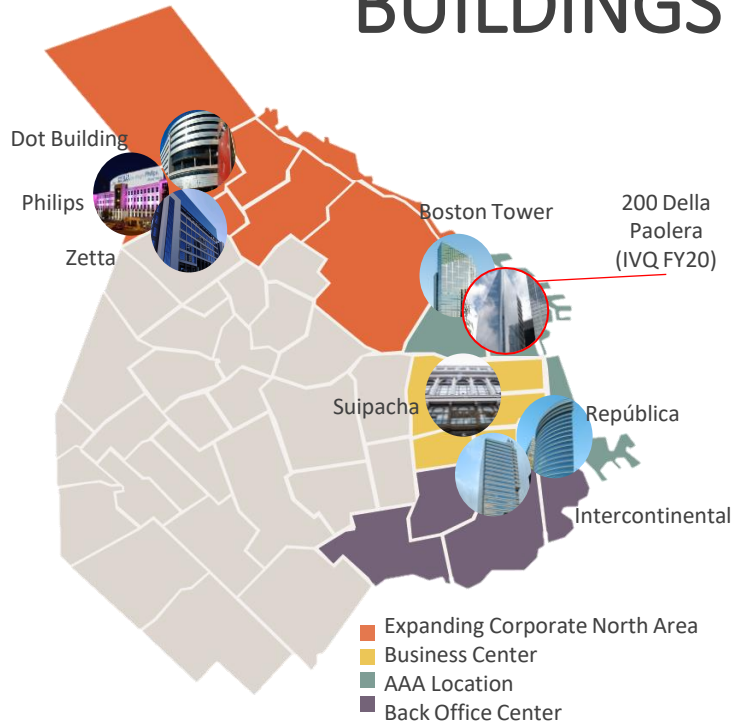 BUILDINGS
Dot Building
Philips
Zetta
Boston Tower
200 Della
Paolera
(IVQ FY20)
Suipacha
República
Intercontinental
Expanding Corporate North Area
Business Center
AAA Location
Back Office Center